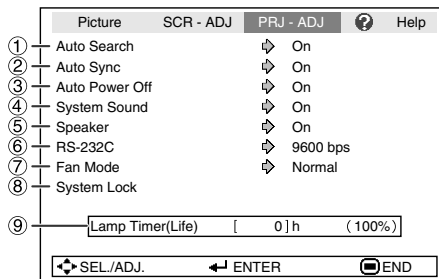 Picture SCR - ADJ PRJ - ADJ ? Help
① Auto Search On
② Auto Sync On
③ Auto Power Off On
④ System Sound On
⑤ Speaker On
⑥ RS-232C 9600 bps
⑦ Fan Mode Normal
⑧ System Lock
⑨ Lamp Timer(Life) [ 0 ] h (100%)
SEL./ADJ. ENTER END